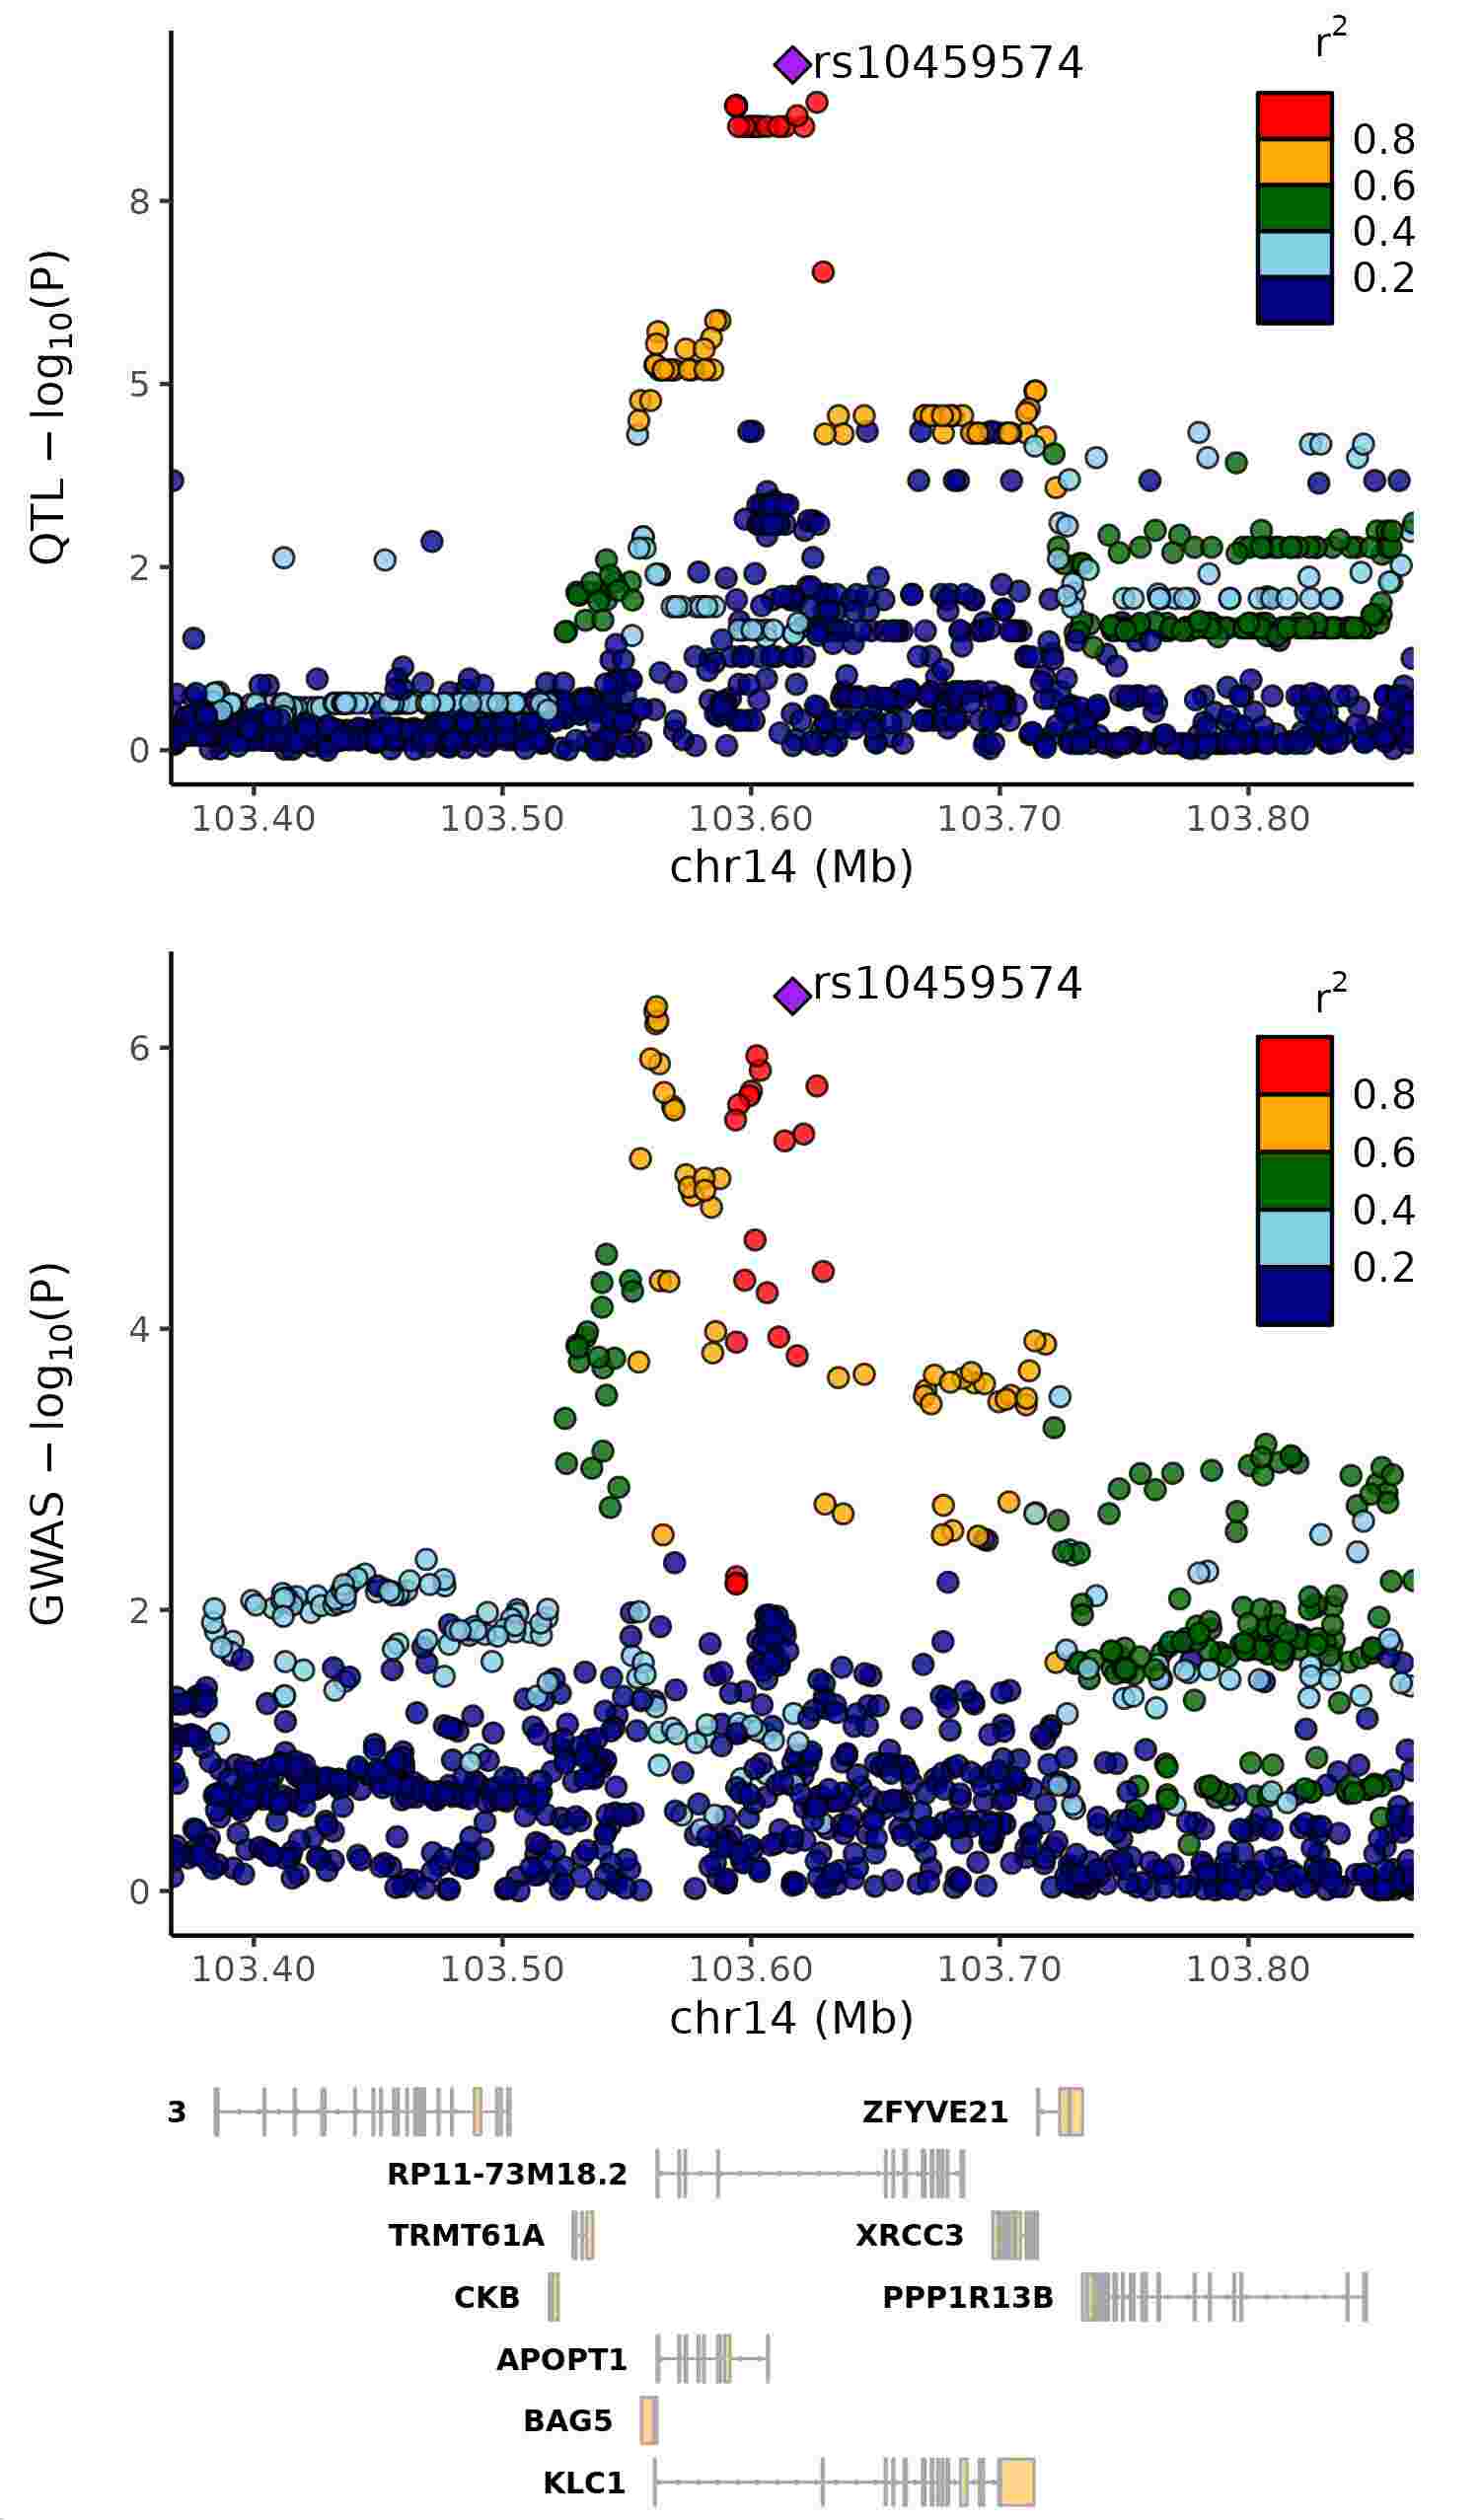 rs10459574
r²
0.8
0.6
0.4
0.2
8
5
2
0
QTL −log₁₀(P)
103.40 103.50 103.60 103.70 103.80
chr14 (Mb)
rs10459574
r²
0.8
0.6
0.4
0.2
6
4
2
0
GWAS −log₁₀(P)
103.40 103.50 103.60 103.70 103.80
chr14 (Mb)
3 ZFYVE21
RP11-73M18.2
TRMT61A XRCC3
CKB PPP1R13B
APOPT1
BAG5
KLC1